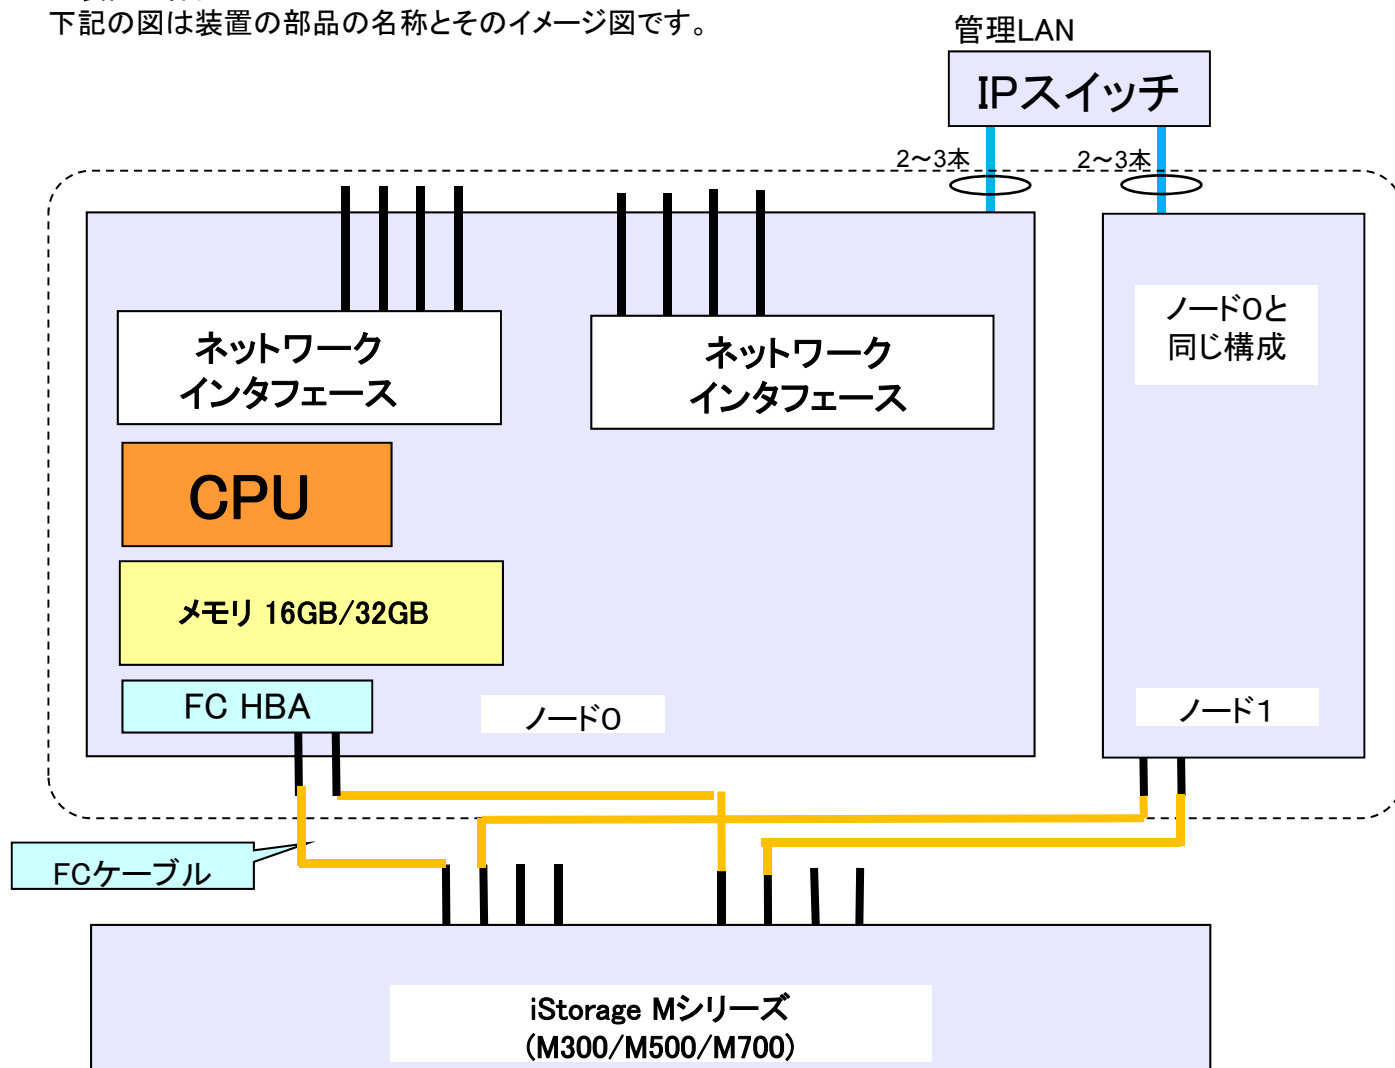 下記の図は装置の部品の名称とそのイメージ図です。
管理LAN
IPスイッチ
2～3本
2～3本
ネットワーク
インタフェース
ネットワーク
インタフェース
ノード0と
同じ構成
CPU
メモリ 16GB/32GB
FC HBA
ノード0
ノード1
FCケーブル
iStorage Mシリーズ
(M300/M500/M700)